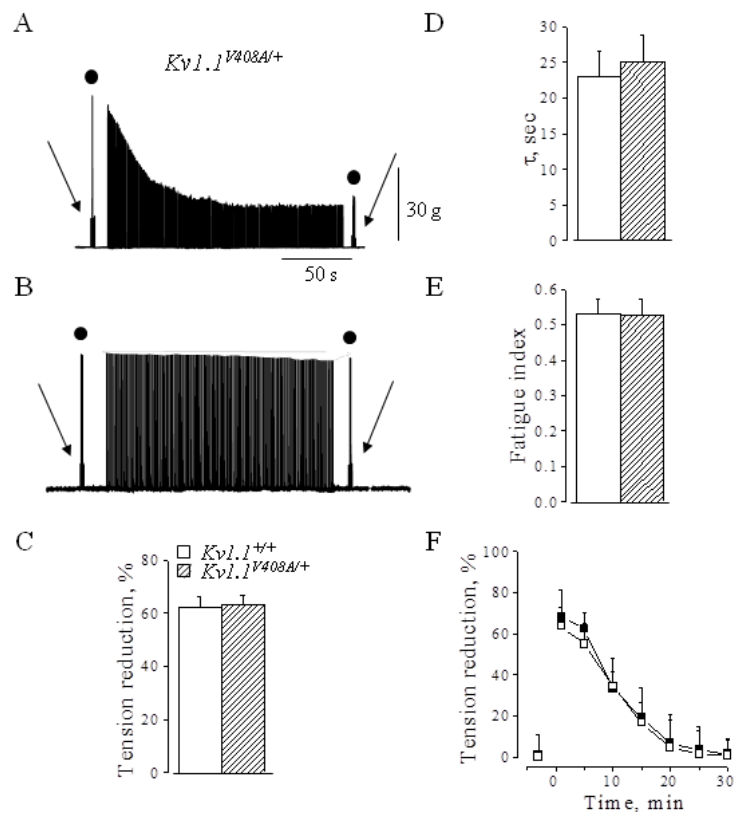 A
Kv1.1V408A/+
30 g
50 s
B
C
Kv1.1+/+
Kv1.1V408A/+
80
60
40
20
0
Tension reduction, %
D
30
25
20
15
10
5
0
τ, sec
E
0.6
0.5
0.4
0.3
0.2
0.1
0.0
Fatigue index
F
100
80
60
40
20
0
Tension reduction, %
0
10
20
30
Time, min